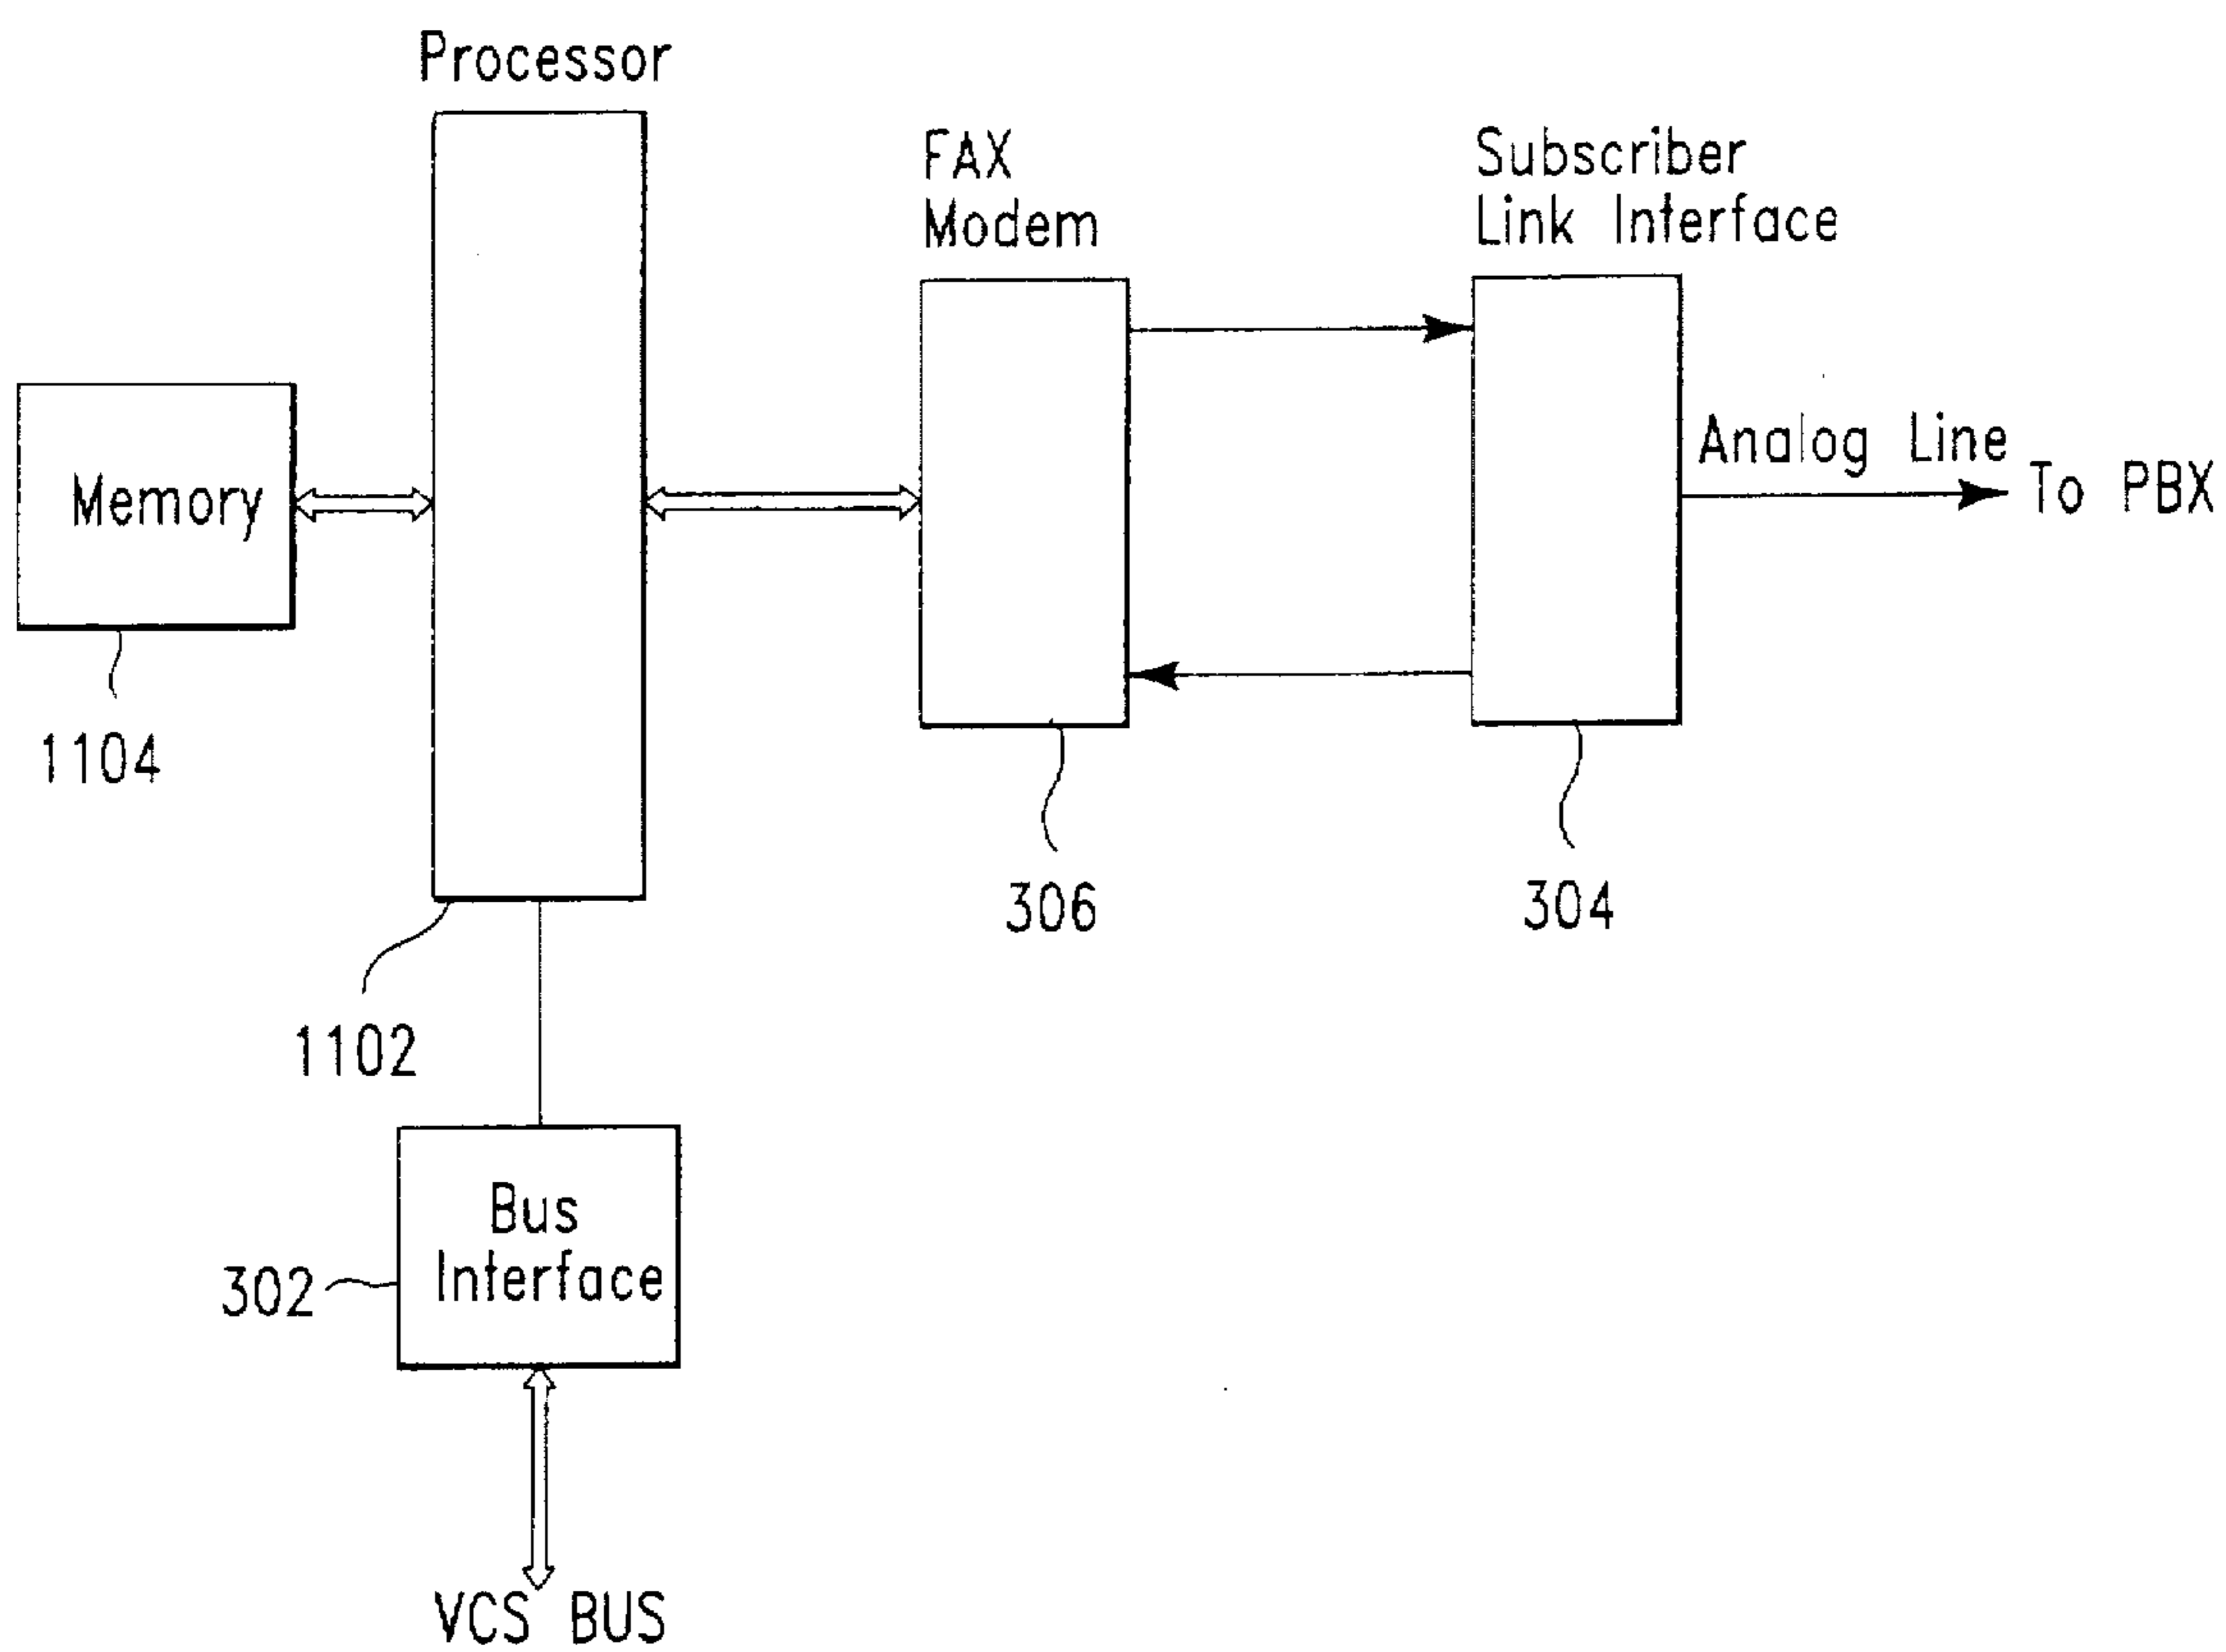 Processor
FAX
Modem
Subscriber
Link Interface
Memory
Analog Line
To PBX
1104
306
304
1102
Bus
Interface
302
VCS BUS